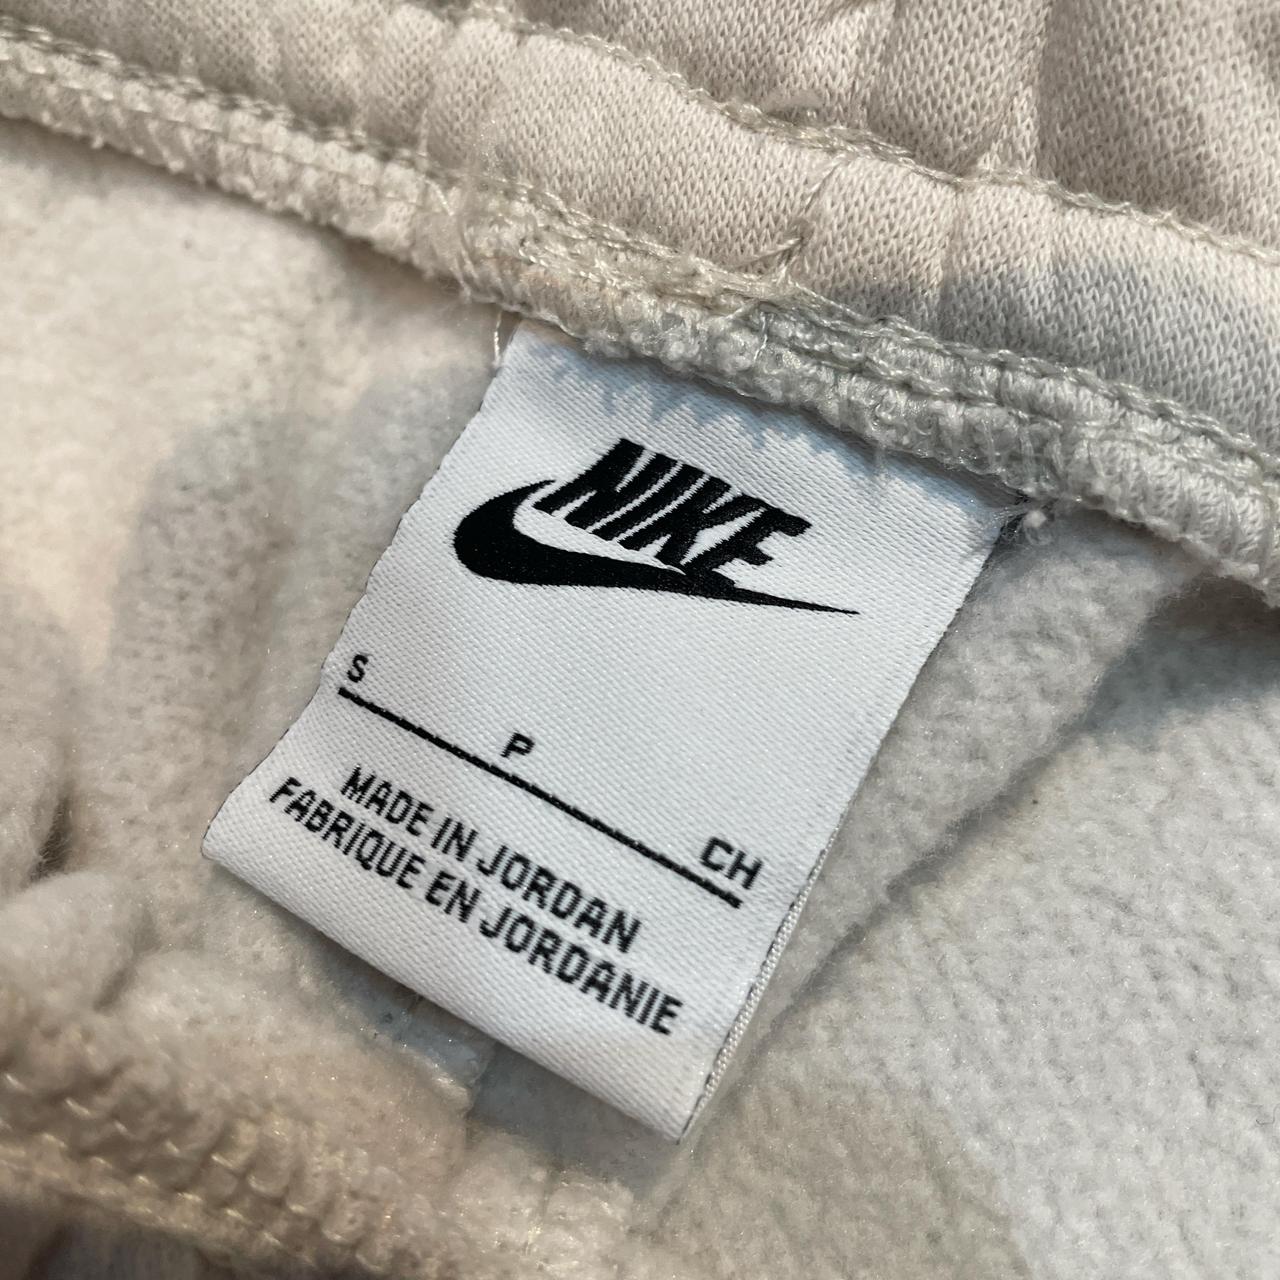 NIKE
S
P
CH
MADE IN JORDAN
FABRIQUE EN JORDANIE